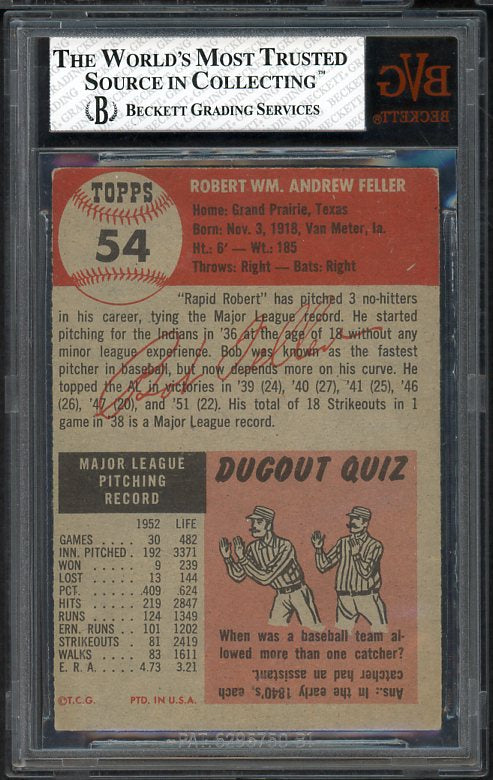 THE WORLD'S MOST TRUSTED
SOURCE IN COLLECTING™
B BECKETT GRADING SERVICES
BVG
BECKETT®
TOPPS
54
ROBERT WM. ANDREW FELLER
Home: Grand Prairie, Texas
Born: Nov. 3, 1918, Van Meter, Ia.
Ht.: 6' — Wt.: 185
Throws: Right — Bats: Right
"Rapid Robert" has pitched 3 no-hitters
in his career, tying the Major League record. He started
pitching for the Indians in '36 at the age of 18 without any
minor league experience. Bob was known as the fastest
pitcher in baseball, but now depends more on his curve. He
topped the AL in victories in '39 (24), '40 (27), '41 (25), '46
(26), '47 (20), and '51 (22). His total of 18 Strikeouts in 1
game in '38 is a Major League record.
Bob Feller
MAJOR LEAGUE
PITCHING
RECORD
1952 LIFE
GAMES 30 482
INN. PITCHED . 192 3371
WON 9 239
LOST 13 144
PCT. .409 .624
HITS 219 2847
RUNS 124 1349
ERN. RUNS 101 1202
STRIKEOUTS 81 2419
WALKS 83 1611
E. R. A. 4.73 3.21
©T.C.G. PTD. IN U.S.A.
DUGOUT QUIZ
When was a baseball team al-
lowed more than one catcher?
Ans.: In the early 1840's, each
catcher had an assistant.